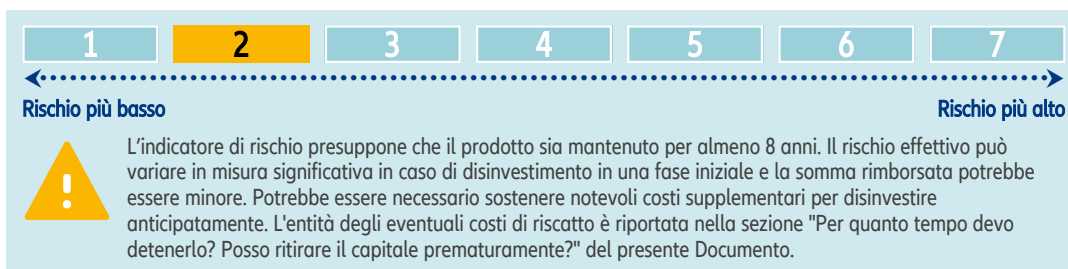 1 2 3 4 5 6 7
Rischio più basso Rischio più alto
L'indicatore di rischio presuppone che il prodotto sia mantenuto per almeno 8 anni. Il rischio effettivo può
variare in misura significativa in caso di disinvestimento in una fase iniziale e la somma rimborsata potrebbe
essere minore. Potrebbe essere necessario sostenere notevoli costi supplementari per disinvestire
anticipatamente. L'entità degli eventuali costi di riscatto è riportata nella sezione "Per quanto tempo devo
detenerlo? Posso ritirare il capitale prematuramente?" del presente Documento.